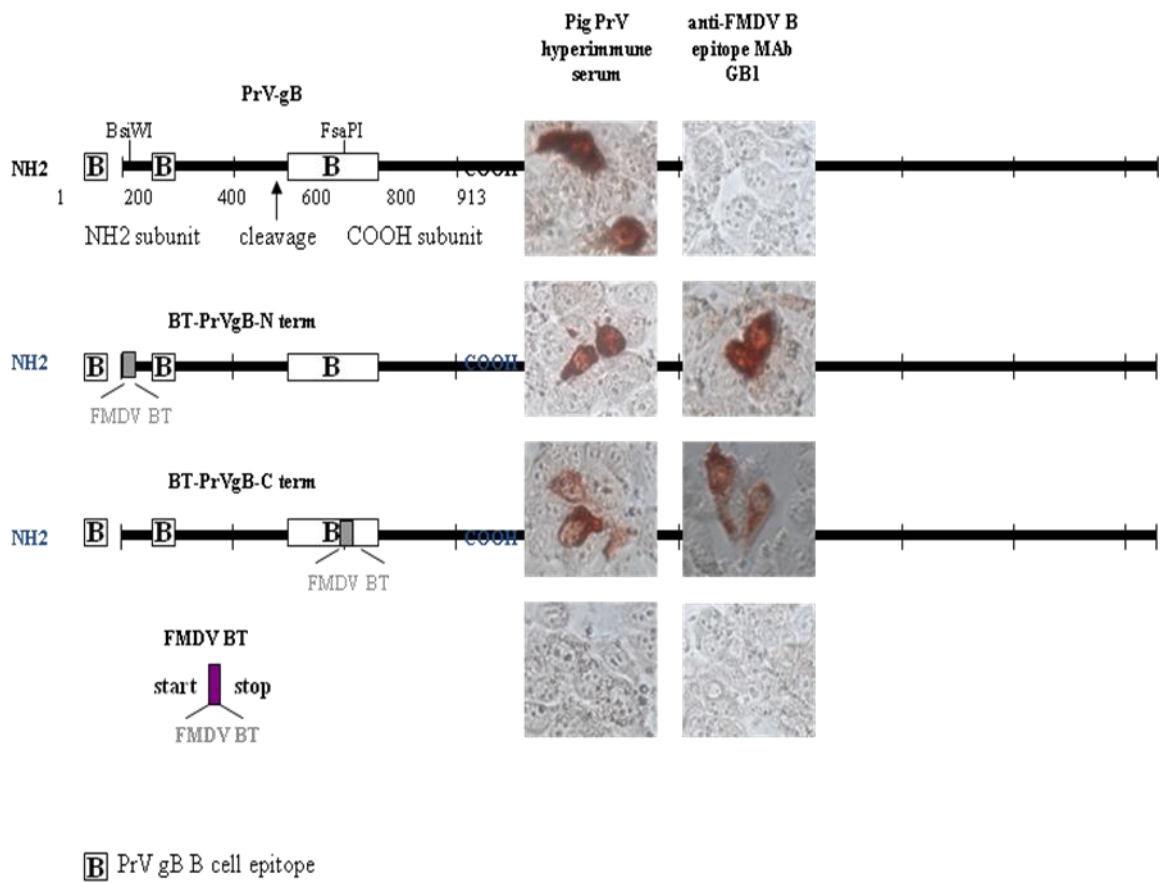 Pig PrV
hyperimmune
serum
anti-FMDV B
epitope MAb
GB1
PrV-gB
BsiWI
FsaPI
NH2 B B B COOH
1 200 400 600 800 913
NH2 subunit cleavage COOH subunit
BT-PrVgB-N term
NH2 B B B COOH
FMDV BT
BT-PrVgB-C term
NH2 B B B COOH
FMDV BT
FMDV BT
start stop
FMDV BT
B PrV gB B cell epitope